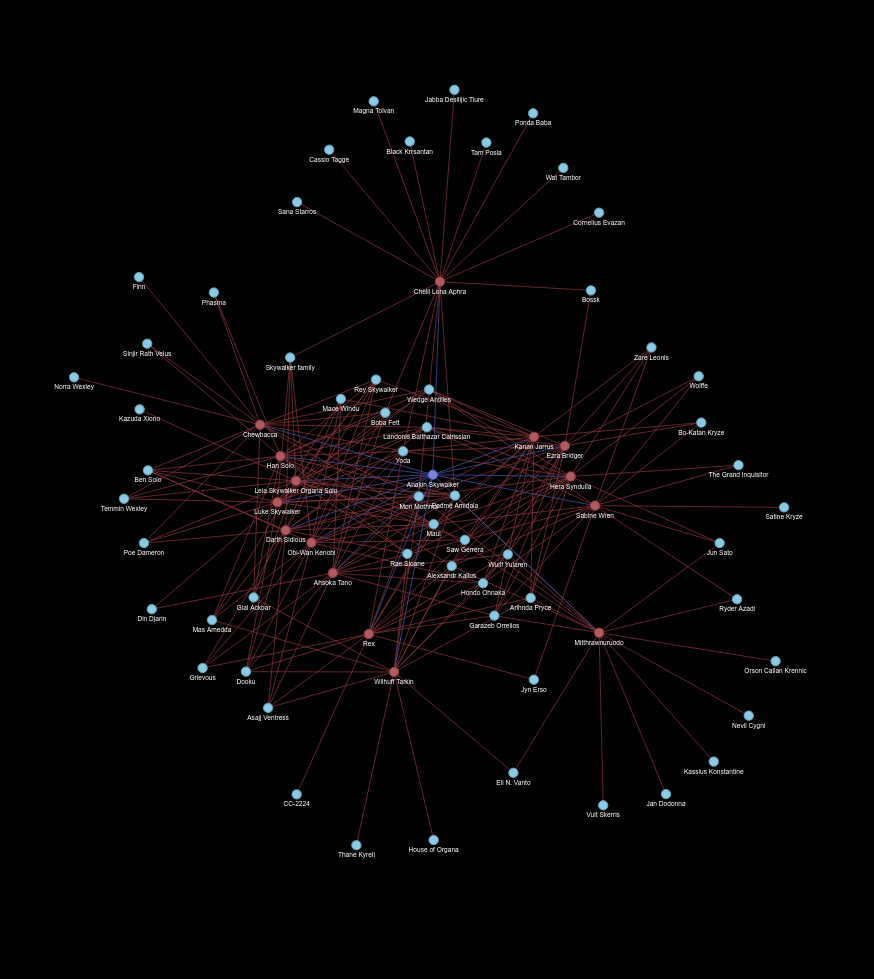 Jabba Desilijic Tiure
Magna Tolvan
Ponda Baba
Black Krrsantan
Tam Posla
Cassio Tagge
Wat Tambor
Sana Starros
Cornelius Evazan
Finn
Chelli Lona Aphra
Phasma
Bossk
Sinjir Rath Velus
Skywalker family
Zare Leonis
Norra Wexley
Rey Skywalker
Wolffe
Wedge Antilles
Mace Windu
Kazuda Xiono
Boba Fett
Chewbacca
Landonis Balthazar Calrissian
Bo-Katan Kryze
Kanan Jarrus
Ezra Bridger
Yoda
Han Solo
Ben Solo
The Grand Inquisitor
Anakin Skywalker
Hera Syndulla
Leia Skywalker Organa Solo
Temmin Wexley
Mon Mothma
Padmé Amidala
Luke Skywalker
Sabine Wren
Satine Kryze
Maul
Darth Sidious
Obi-Wan Kenobi
Saw Gerrera
Poe Dameron
Jun Sato
Rae Sloane
Wullf Yularen
Alexsandr Kallus
Ahsoka Tano
Hondo Ohnaka
Gial Ackbar
Arihnda Pryce
Ryder Azadi
Din Djarin
Garazeb Orrelios
Mas Amedda
Rex
Mitth'raw'nuruodo
Orson Callan Krennic
Grievous
Dooku
Wilhuff Tarkin
Jyn Erso
Asajj Ventress
Nevil Cygni
Kassius Konstantine
Eli N. Vanto
CC-2224
Jan Dodonna
Vult Skerris
House of Organa
Thane Kyrell